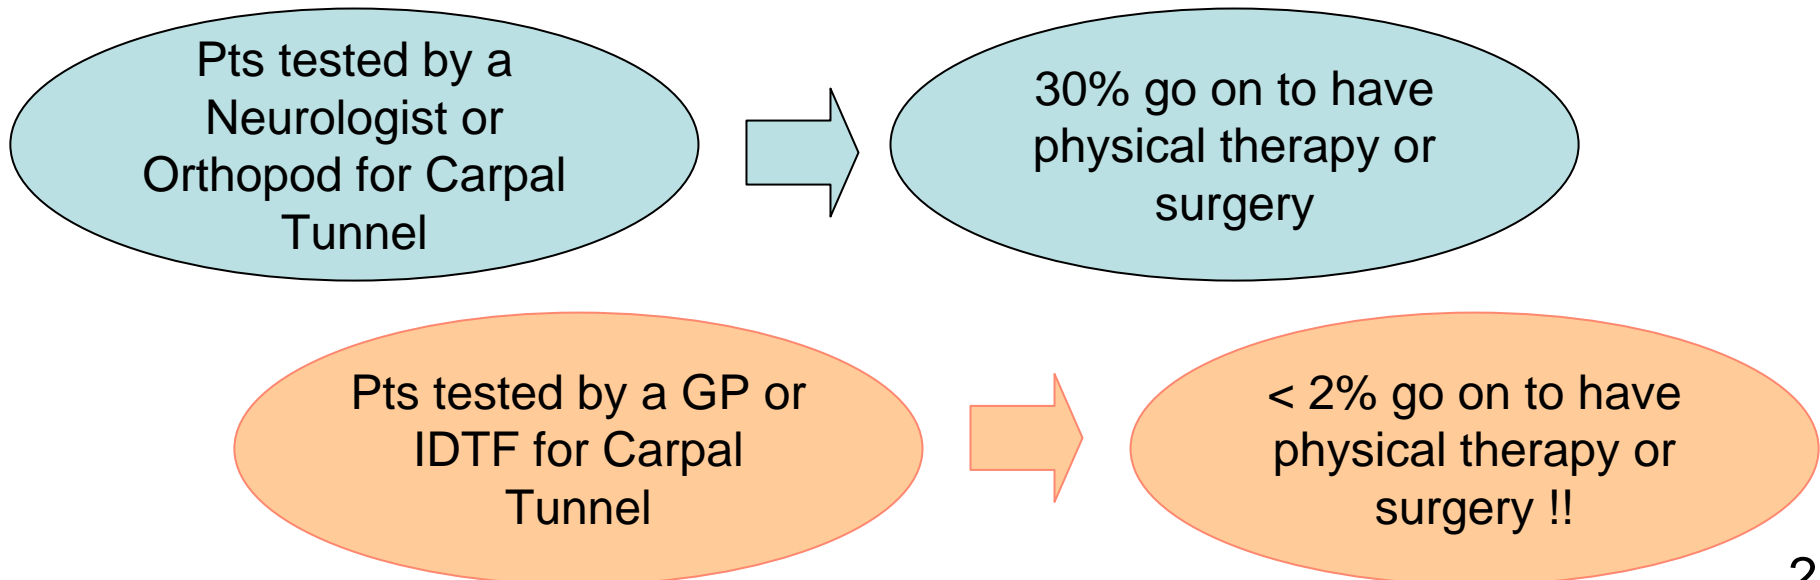 Pts tested by a
Neurologist or
Orthopod for Carpal
Tunnel
30% go on to have
physical therapy or
surgery
Pts tested by a GP or
IDTF for Carpal
Tunnel
< 2% go on to have
physical therapy or
surgery !!
2